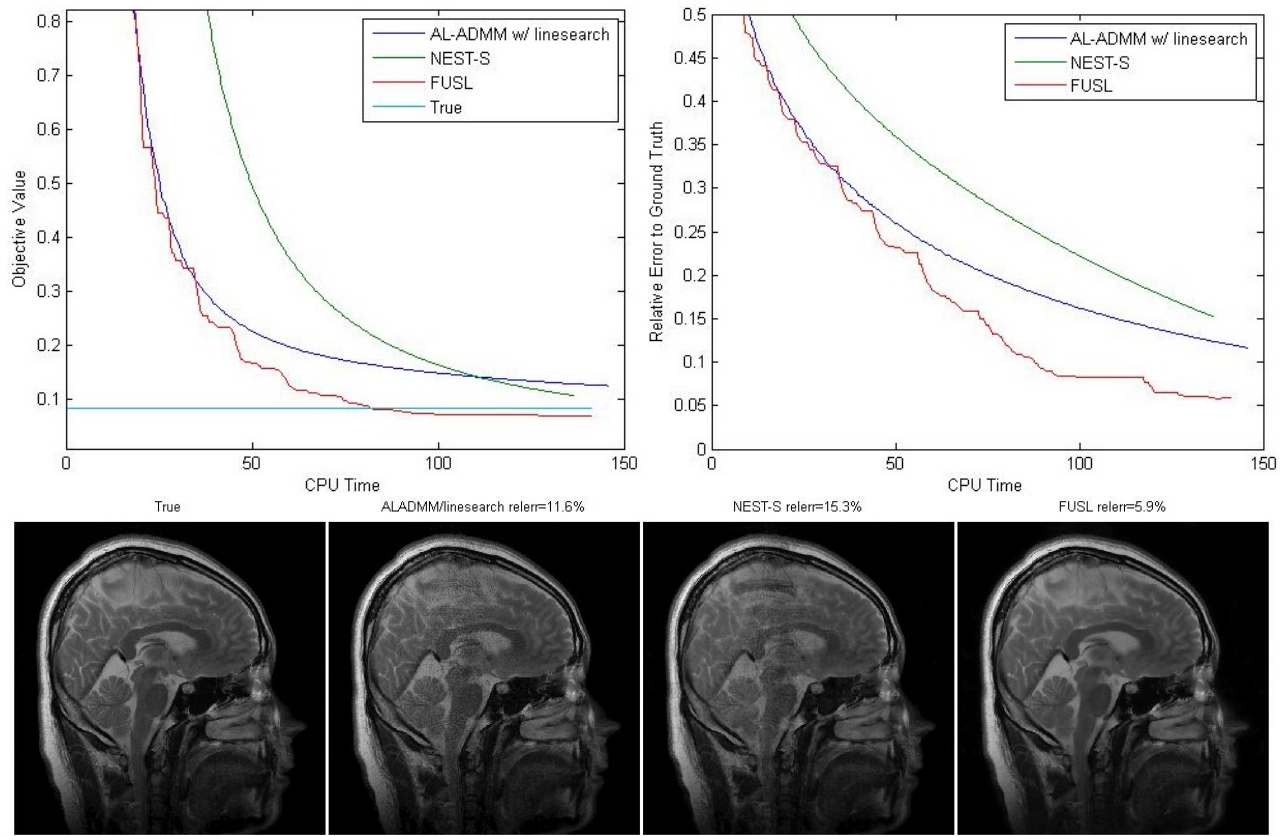 AL-ADMM w/ linesearch
NEST-S
FUSL
True
0.8
0.7
0.6
0.5
0.4
0.3
0.2
0.1
Objective Value
0 50 100 150
CPU Time
AL-ADMM w/ linesearch
NEST-S
FUSL
0.5
0.45
0.4
0.35
0.3
0.25
0.2
0.15
0.1
0.05
0
Relative Error to Ground Truth
0 50 100 150
CPU Time
True
ALADMM/linesearch relerr=11.6%
NEST-S relerr=15.3%
FUSL relerr=5.9%